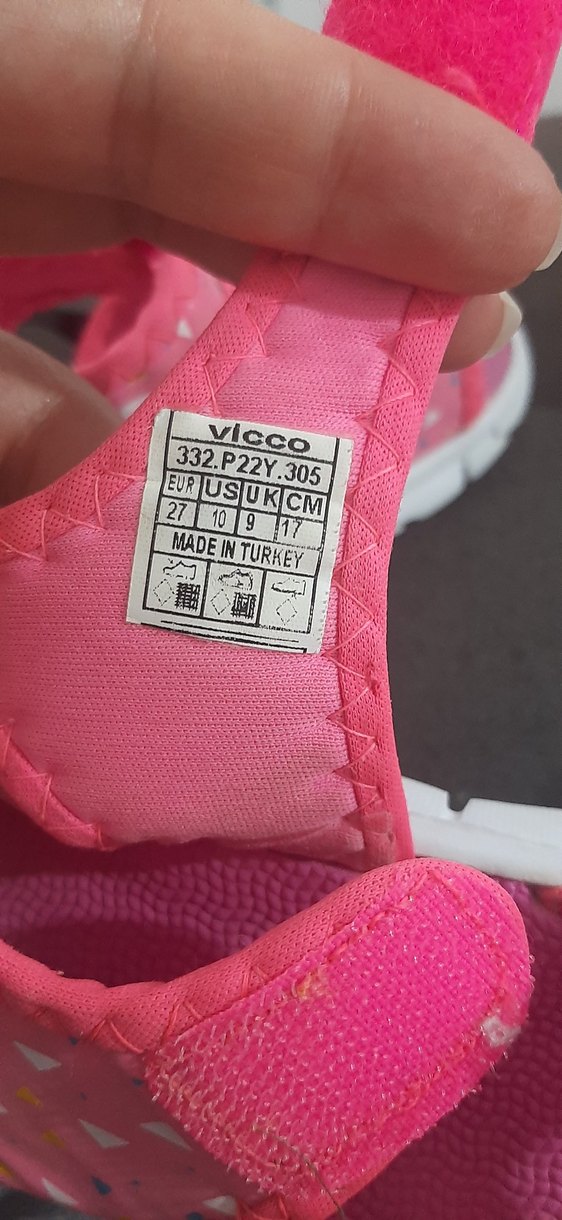 vicco
332.P22Y.305
EUR US UK CM
27 10 9 17
MADE IN TURKEY